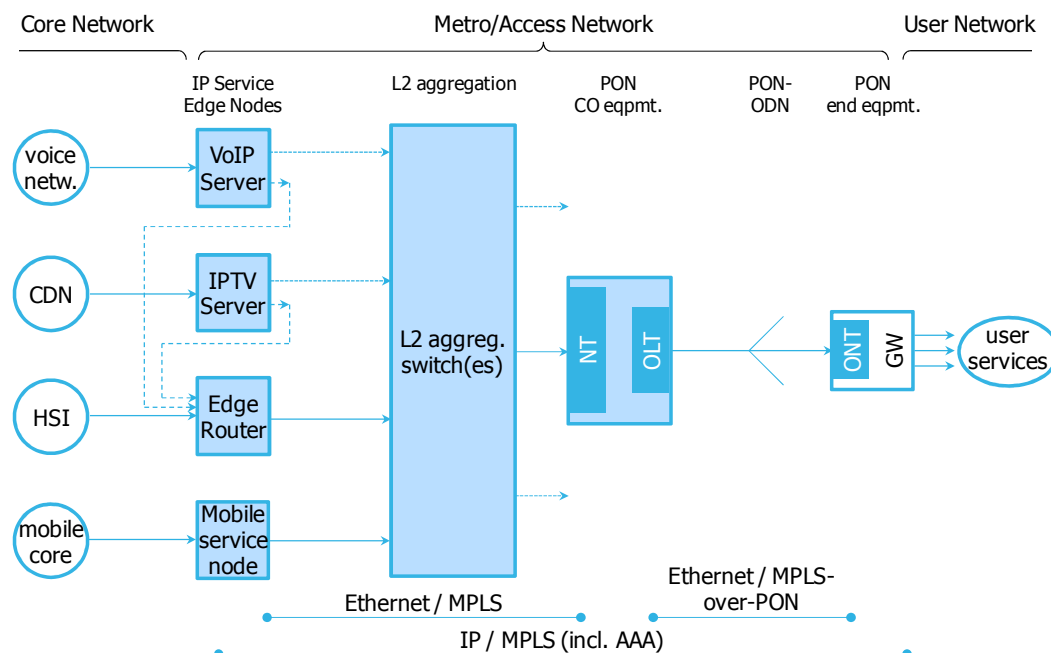 Core Network
Metro/Access Network
User Network
IP Service
Edge Nodes
L2 aggregation
PON
CO eqpmt.
PON-
ODN
PON
end eqpmt.
voice
netw.
VoIP
Server
CDN
IPTV
Server
L2 aggreg.
switch(es)
NT
OLT
ONT
GW
user
services
HSI
Edge
Router
mobile
core
Mobile
service
node
Ethernet / MPLS
Ethernet / MPLS-
over-PON
IP / MPLS (incl. AAA)